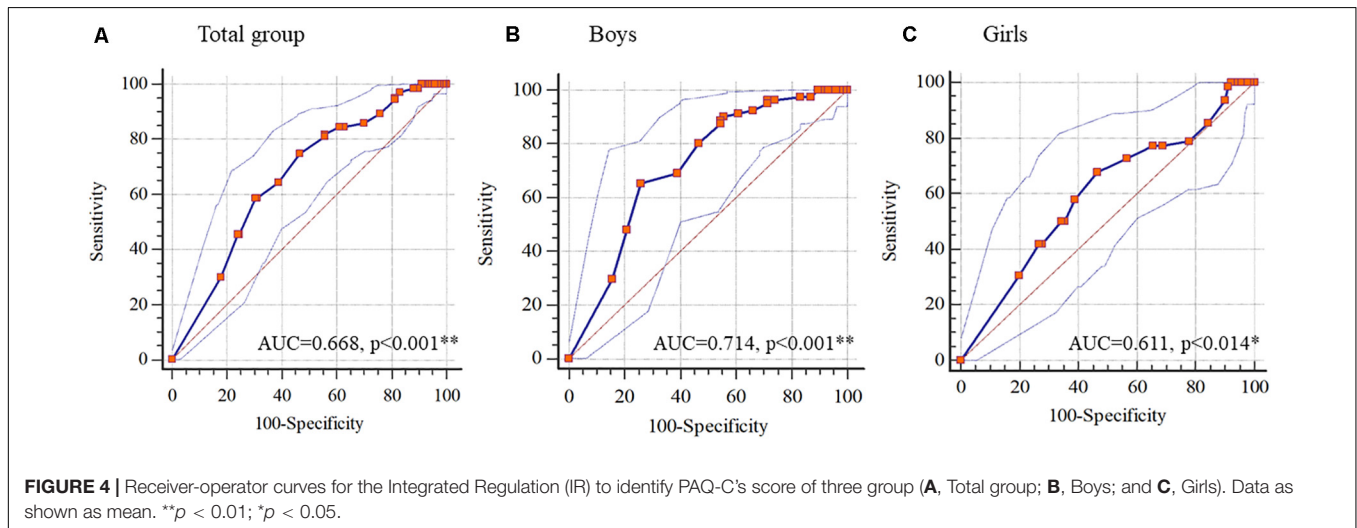 A Total group
100
80
60
40
20
0
Sensitivity
AUC=0.668, p<0.001**
0 20 40 60 80 100
100-Specificity
B Boys
100
80
60
40
20
0
Sensitivity
AUC=0.714, p<0.001**
0 20 40 60 80 100
100-Specificity
C Girls
100
80
60
40
20
0
Sensitivity
AUC=0.611, p<0.014*
0 20 40 60 80 100
100-Specificity
FIGURE 4 | Receiver-operator curves for the Integrated Regulation (IR) to identify PAQ-C's score of three group (A, Total group; B, Boys; and C, Girls). Data as
shown as mean. **p < 0.01; *p < 0.05.